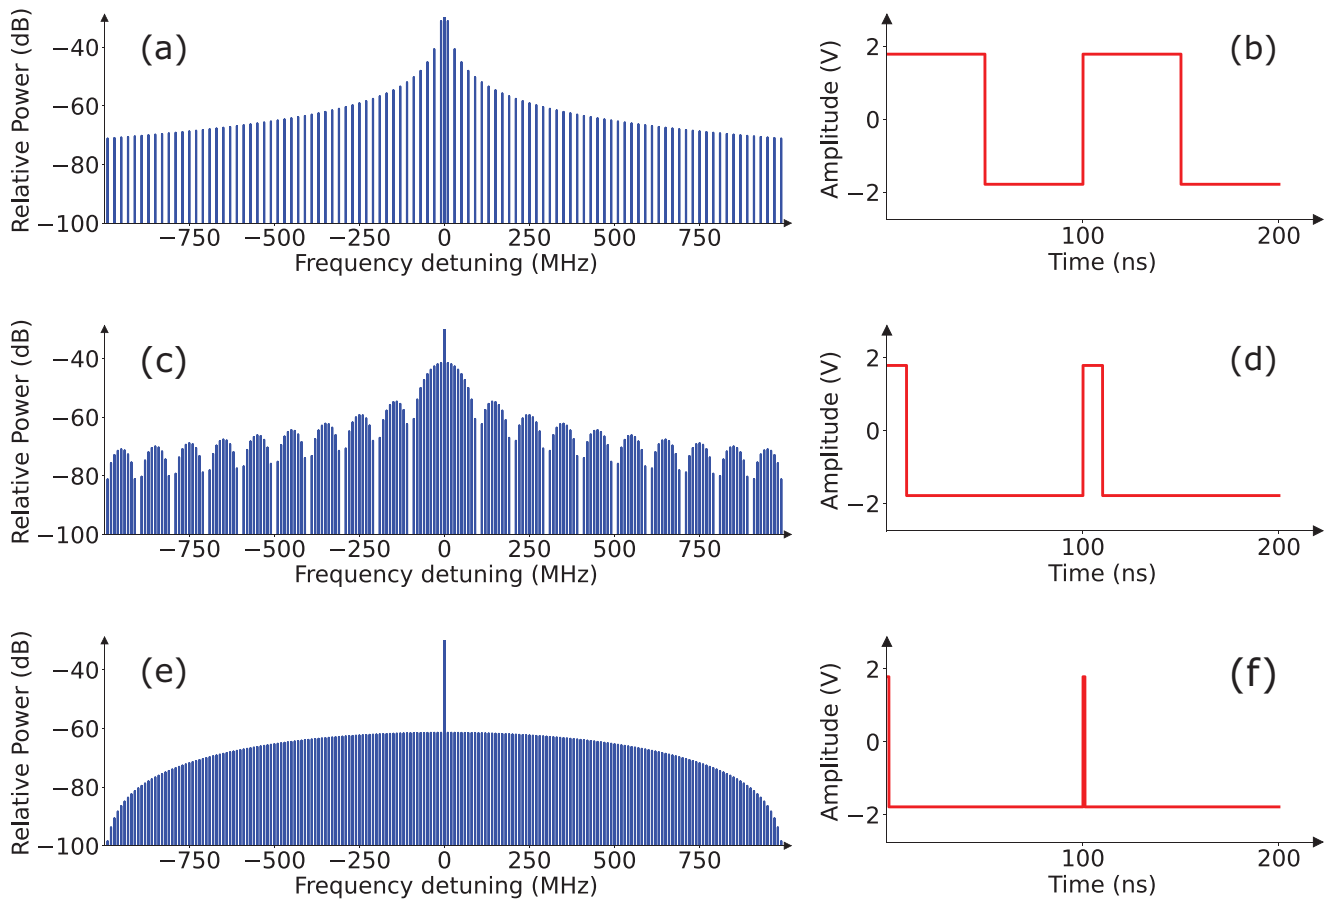 Relative Power (dB)
−40
−60
−80
−100
(a)
−750 −500 −250 0 250 500 750
Frequency detuning (MHz)
Amplitude (V)
2
0
−2
(b)
100 200
Time (ns)
Relative Power (dB)
−40
−60
−80
−100
(c)
−750 −500 −250 0 250 500 750
Frequency detuning (MHz)
Amplitude (V)
2
0
−2
(d)
100 200
Time (ns)
Relative Power (dB)
−40
−60
−80
−100
(e)
−750 −500 −250 0 250 500 750
Frequency detuning (MHz)
Amplitude (V)
2
0
−2
(f)
100 200
Time (ns)